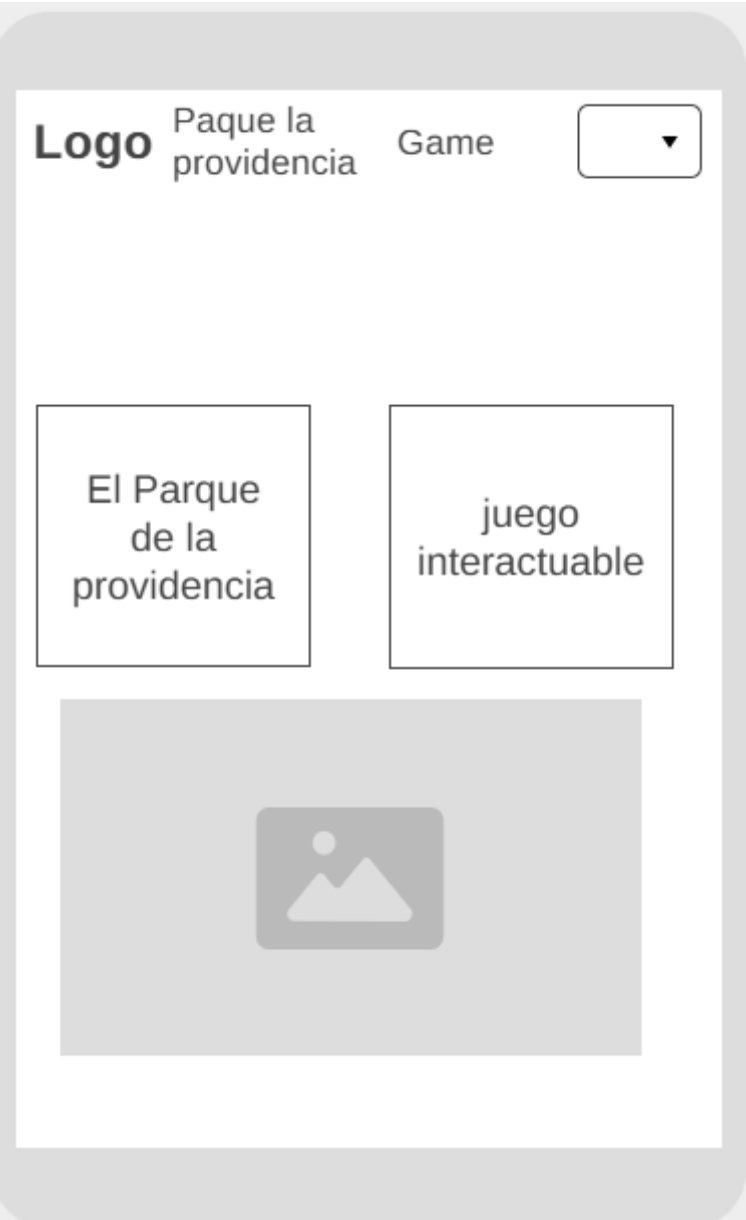 Logo
Paque la
providencia
Game
El Parque
de la
providencia
juego
interactuable